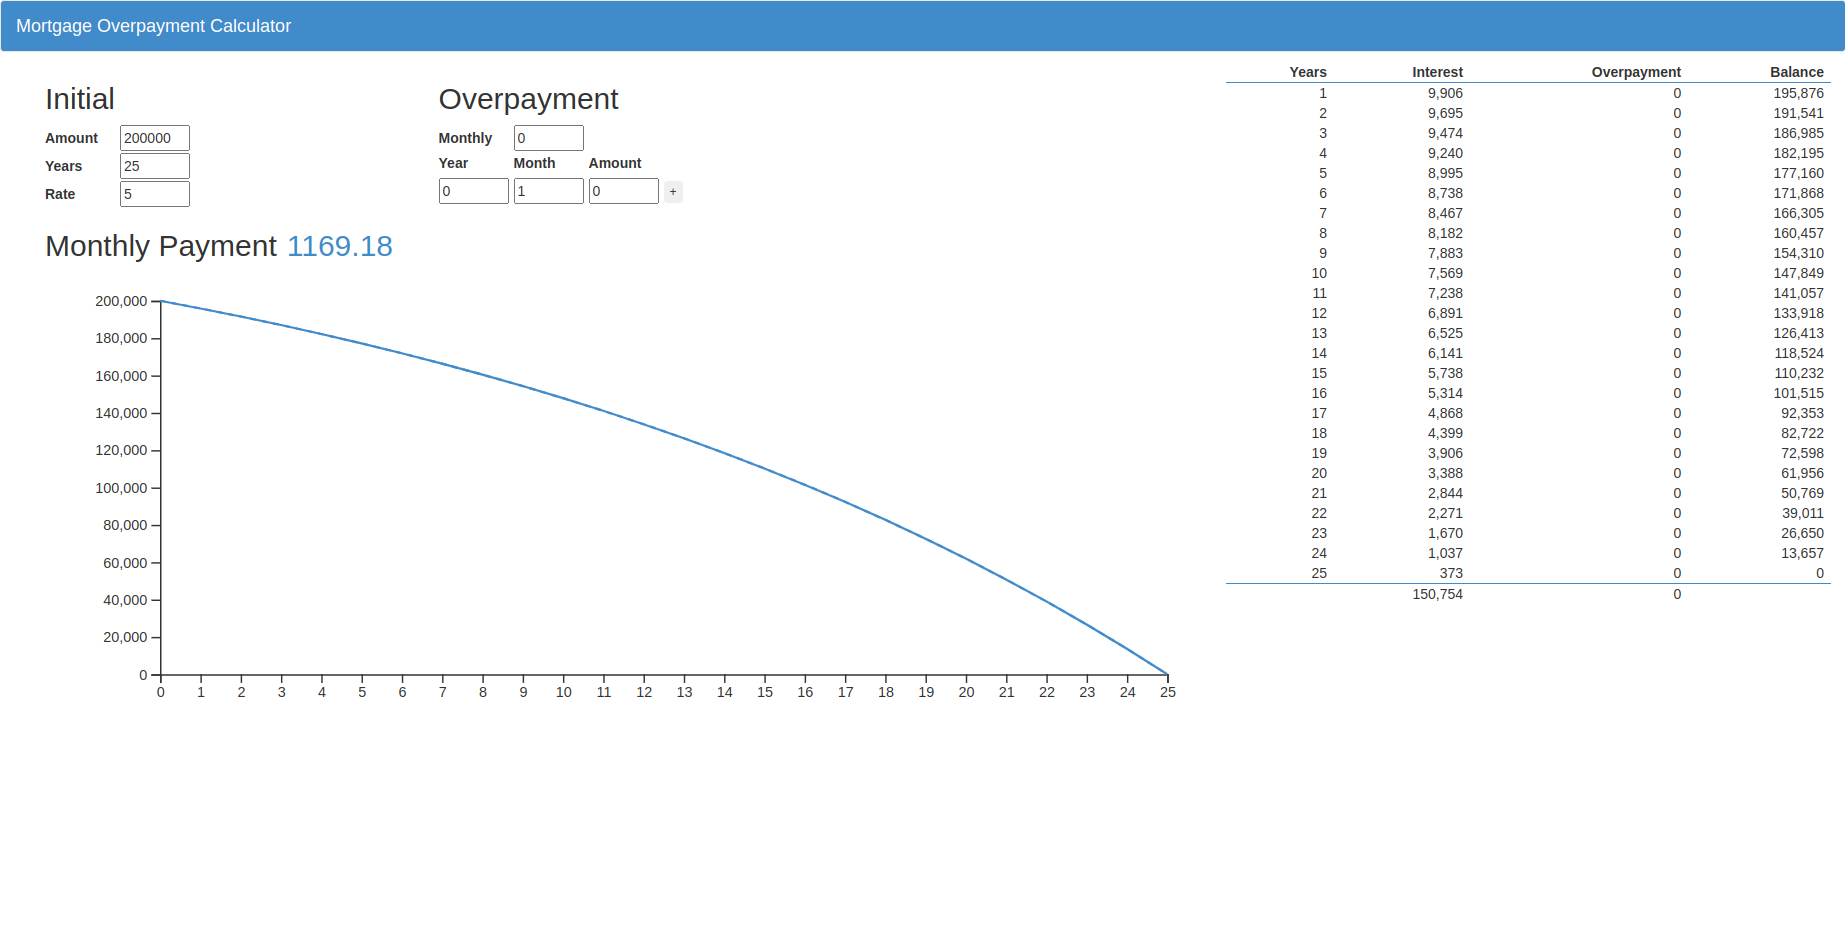 Mortgage Overpayment Calculator
Initial
Amount 200000
Years 25
Rate 5
Overpayment
Monthly 0
Year Month Amount
0 1 0 +
Monthly Payment 1169.18
200,000
180,000
160,000
140,000
120,000
100,000
80,000
60,000
40,000
20,000
0
0 1 2 3 4 5 6 7 8 9 10 11 12 13 14 15 16 17 18 19 20 21 22 23 24 25
Years Interest Overpayment Balance
1 9,906 0 195,876
2 9,695 0 191,541
3 9,474 0 186,985
4 9,240 0 182,195
5 8,995 0 177,160
6 8,738 0 171,868
7 8,467 0 166,305
8 8,182 0 160,457
9 7,883 0 154,310
10 7,569 0 147,849
11 7,238 0 141,057
12 6,891 0 133,918
13 6,525 0 126,413
14 6,141 0 118,524
15 5,738 0 110,232
16 5,314 0 101,515
17 4,868 0 92,353
18 4,399 0 82,722
19 3,906 0 72,598
20 3,388 0 61,956
21 2,844 0 50,769
22 2,271 0 39,011
23 1,670 0 26,650
24 1,037 0 13,657
25 373 0 0
150,754 0